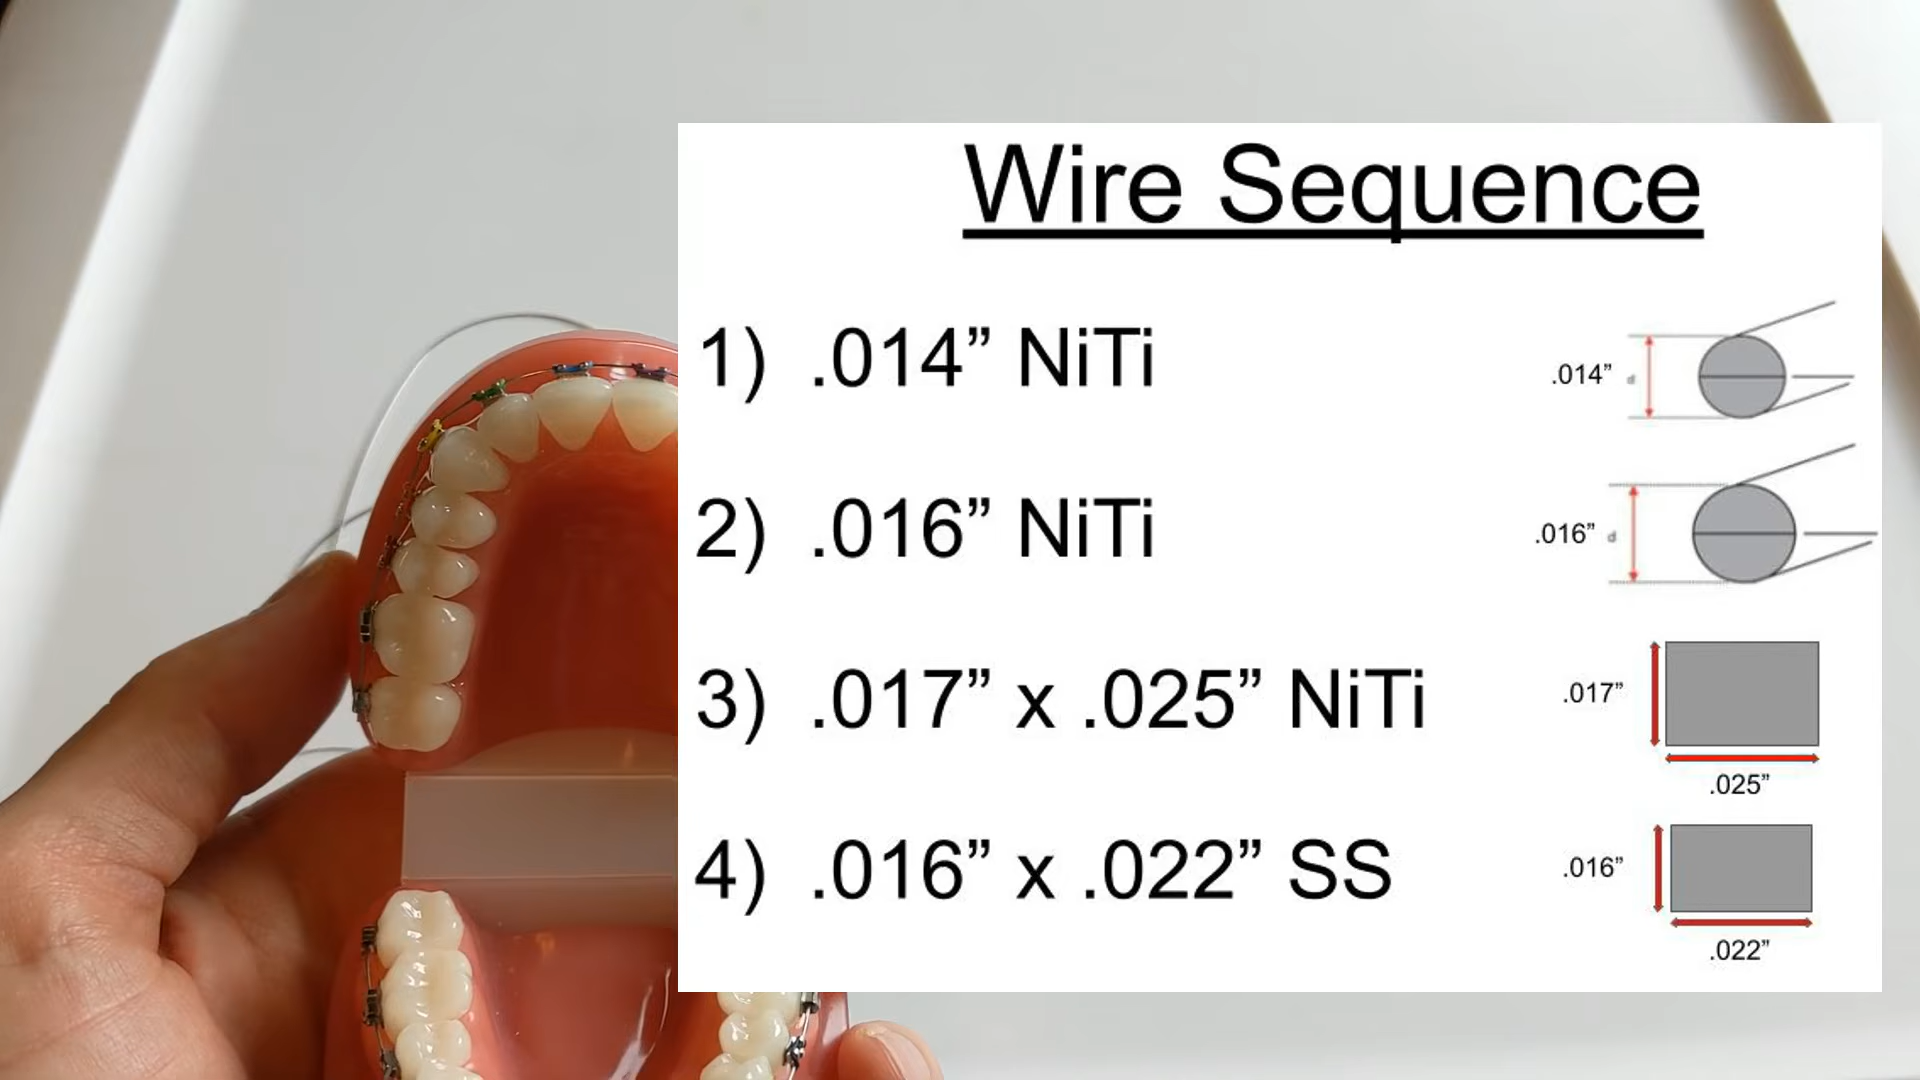 Wire Sequence
1) .014” NiTi
.014” d
2) .016” NiTi
.016” d
3) .017” x .025” NiTi
.017”
.025”
4) .016” x .022” SS
.016”
.022”